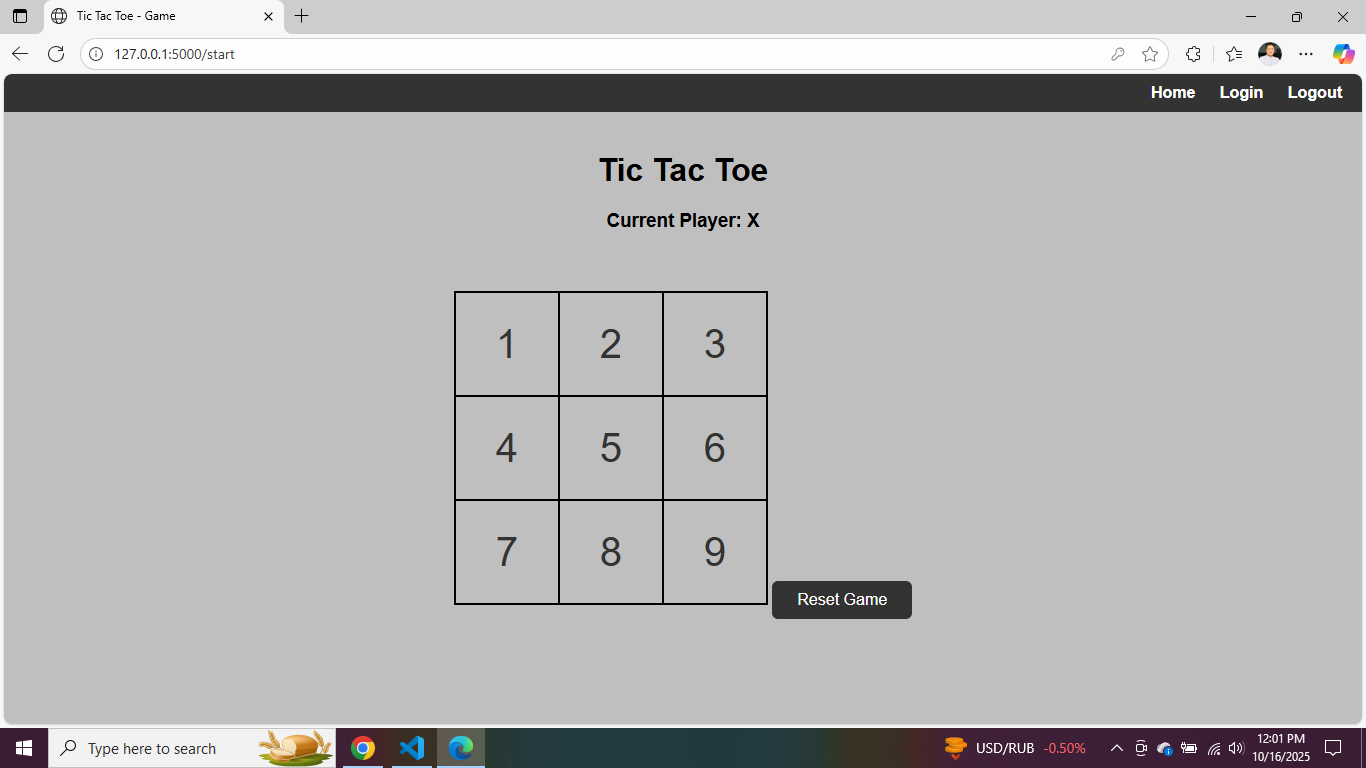 Tic Tac Toe - Game
127.0.0.1:5000/start
Home Login Logout
Tic Tac Toe
Current Player: X
1 2 3
4 5 6
7 8 9
Reset Game
Type here to search
USD/RUB -0.50%
12:01 PM
10/16/2025